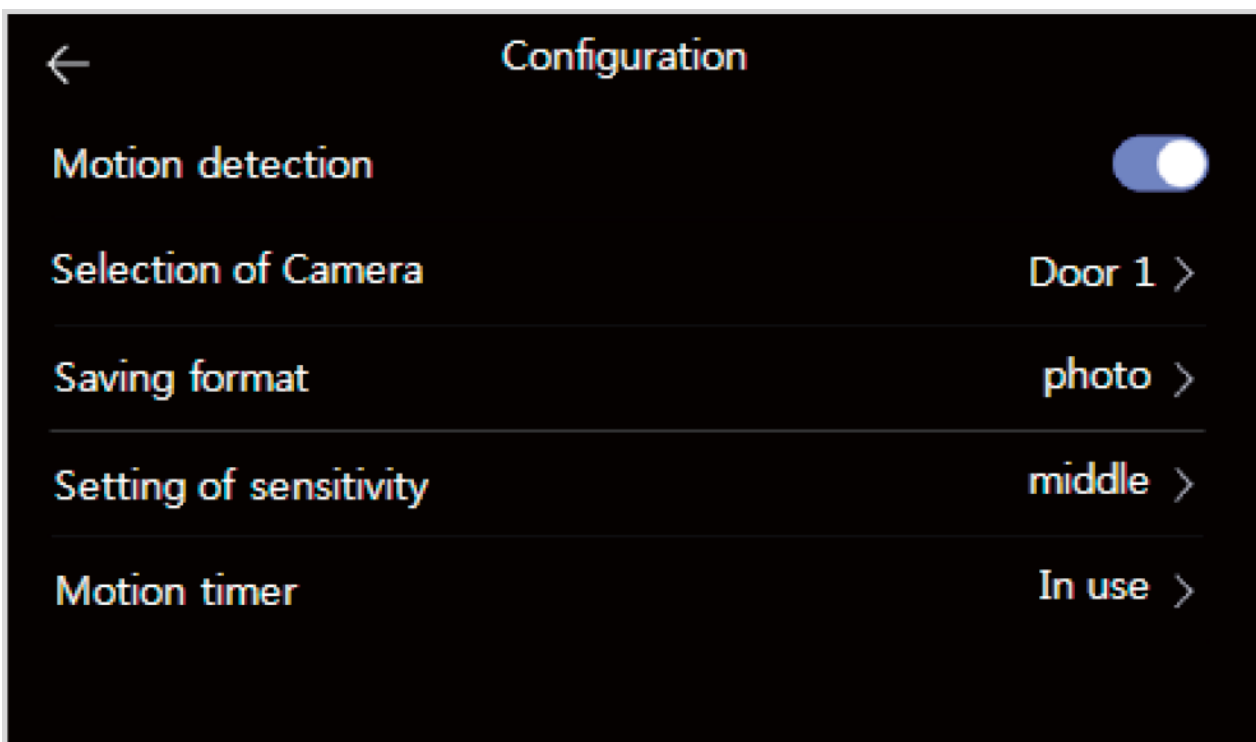 Configuration
Motion detection
Selection of Camera Door 1
Saving format photo
Setting of sensitivity middle
Motion timer In use